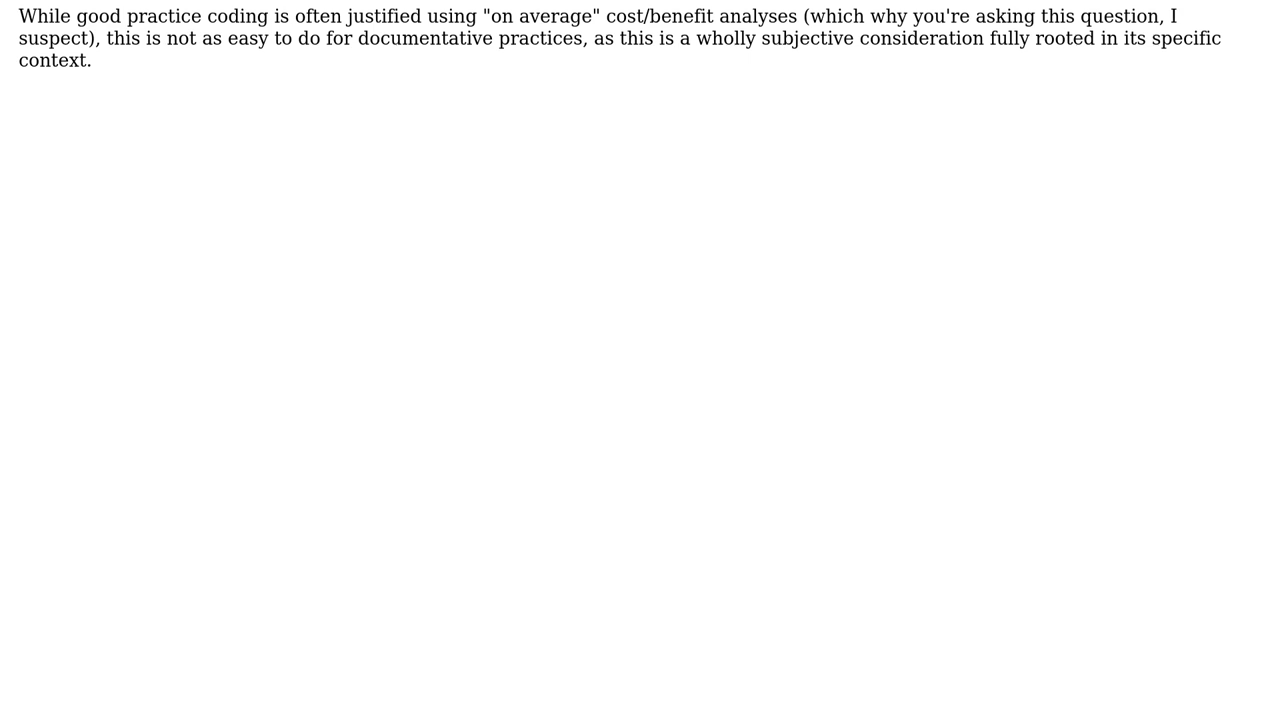 While good practice coding is often justified using "on average" cost/benefit analyses (which why you're asking this question, I
suspect), this is not as easy to do for documentative practices, as this is a wholly subjective consideration fully rooted in its specific
context.